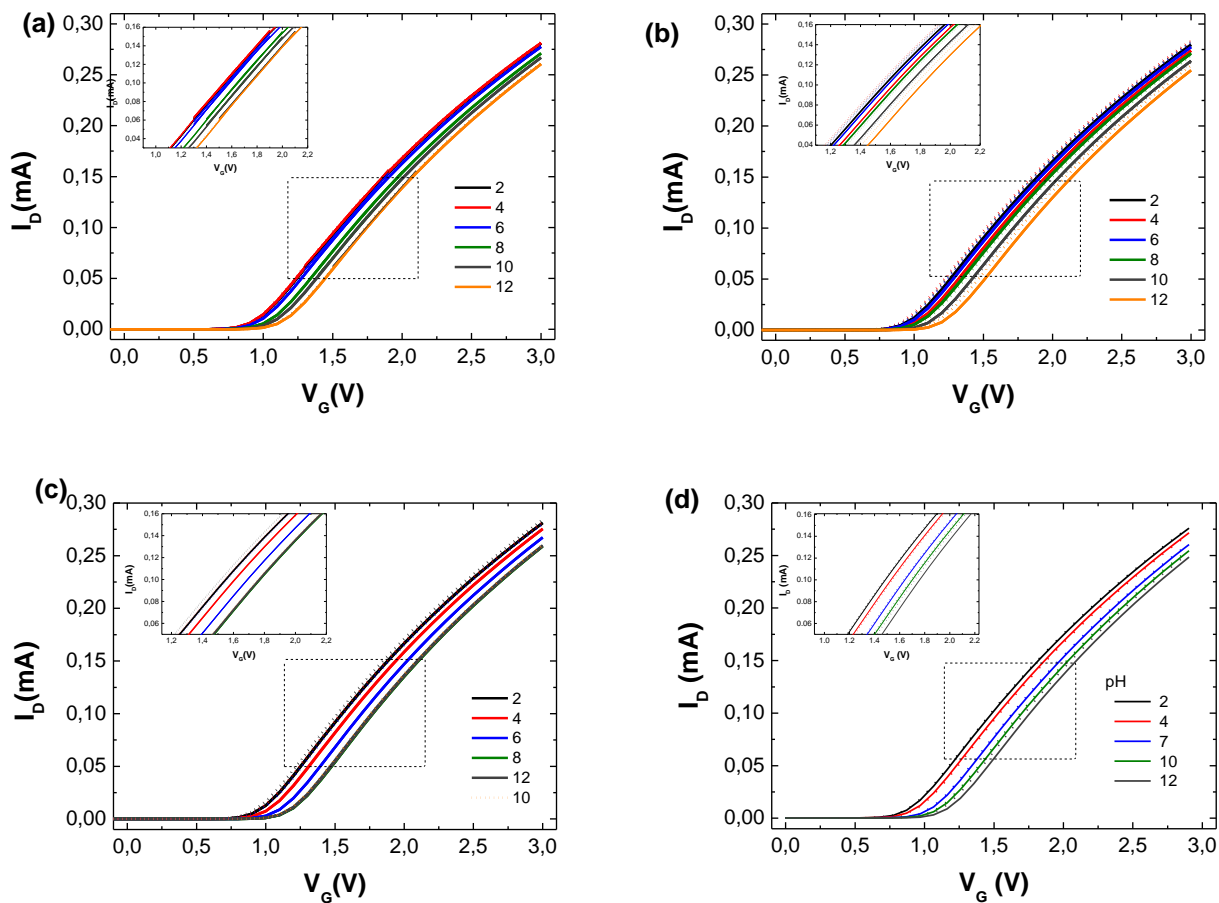 (a)
0,30
0,25
0,20
0,15
0,10
0,05
0,00
I_D(mA)
0,0 0,5 1,0 1,5 2,0 2,5 3,0
V_G(V)
0,16
0,14
0,12
0,10
0,08
0,06
0,04
I_D(mA)
1,0 1,2 1,4 1,6 1,8 2,0 2,2
V_G(V)
2
4
6
8
10
12
(b)
0,30
0,25
0,20
0,15
0,10
0,05
0,00
I_D(mA)
0,0 0,5 1,0 1,5 2,0 2,5 3,0
V_G(V)
0,16
0,14
0,12
0,10
0,08
0,06
0,04
I_D(mA)
1,2 1,4 1,6 1,8 2,0 2,2
V_G(V)
2
4
6
8
10
12
(c)
0,30
0,25
0,20
0,15
0,10
0,05
0,00
I_D(mA)
0,0 0,5 1,0 1,5 2,0 2,5 3,0
V_G(V)
0,16
0,14
0,12
0,10
0,08
0,06
I_D(mA)
1,2 1,4 1,6 1,8 2,0 2,2
V_G(V)
2
4
6
8
12
10
(d)
0,30
0,25
0,20
0,15
0,10
0,05
0,00
I_D (mA)
0,0 0,5 1,0 1,5 2,0 2,5 3,0
V_G (V)
0.16
0.14
0.12
0.10
0.08
0.06
I_D (mA)
1.0 1.2 1.4 1.6 1.8 2.0 2.2
V_G (V)
pH
2
4
7
10
12